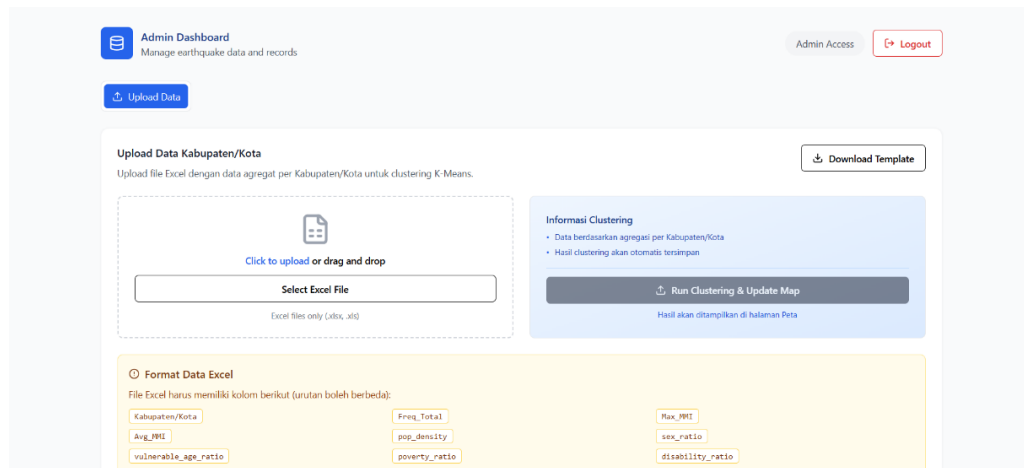 Admin Dashboard
Manage earthquake data and records
Admin Access
Logout
Upload Data
Upload Data Kabupaten/Kota
Upload file Excel dengan data agregat per Kabupaten/Kota untuk clustering K-Means.
Download Template
Click to upload or drag and drop
Select Excel File
Excel files only (.xlsx, .xls)
Informasi Clustering
• Data berdasarkan agregasi per Kabupaten/Kota
• Hasil clustering akan otomatis tersimpan
Run Clustering & Update Map
Hasil akan ditampilkan di halaman Peta
Format Data Excel
File Excel harus memiliki kolom berikut (urutan boleh berbeda):
Kabupaten/Kota
Freq_Total
Max_MMI
Avg_MMI
pop_density
sex_ratio
vulnerable_age_ratio
poverty_ratio
disability_ratio